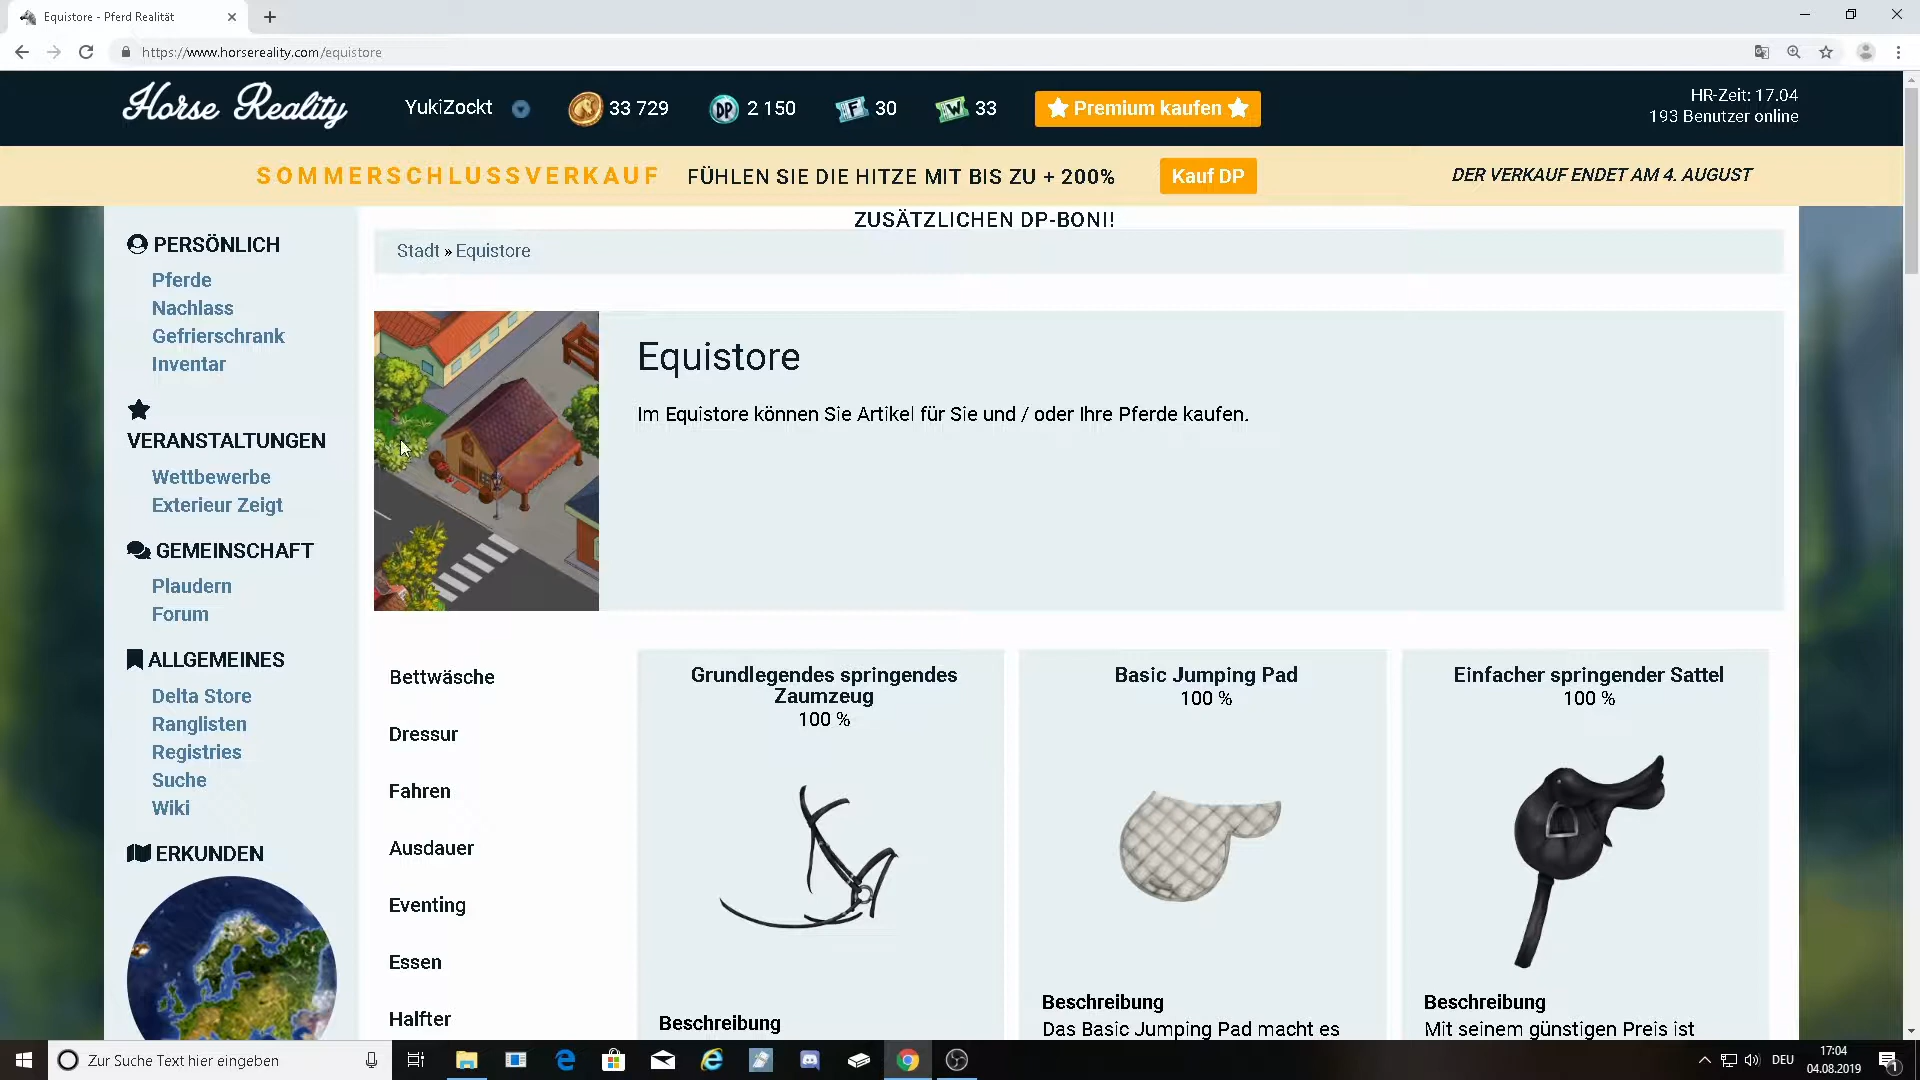 Equistore - Pferd Realität
https://www.horsereality.com/equistore
Horse Reality
YukiZockt
33 729
DP
2 150
F
30
W
33
Premium kaufen
HR-Zeit: 17.04
193 Benutzer online
SOMMERSCHLUSSVERKAUF
FÜHLEN SIE DIE HITZE MIT BIS ZU + 200%
Kauf DP
DER VERKAUF ENDET AM 4. AUGUST
ZUSÄTZLICHEN DP-BONI!
PERSÖNLICH
Pferde
Nachlass
Gefrierschrank
Inventar
VERANSTALTUNGEN
Wettbewerbe
Exterieur Zeigt
GEMEINSCHAFT
Plaudern
Forum
ALLGEMEINES
Delta Store
Ranglisten
Registries
Suche
Wiki
ERKUNDEN
Stadt » Equistore
Equistore
Im Equistore können Sie Artikel für Sie und / oder Ihre Pferde kaufen.
Bettwäsche
Dressur
Fahren
Ausdauer
Eventing
Essen
Halfter
Grundlegendes springendes
Zaumzeug
100 %
Beschreibung
Basic Jumping Pad
100 %
Beschreibung
Das Basic Jumping Pad macht es
Einfacher springender Sattel
100 %
Beschreibung
Mit seinem günstigen Preis ist
Zur Suche Text hier eingeben
DEU
17:04
04.08.2019
1